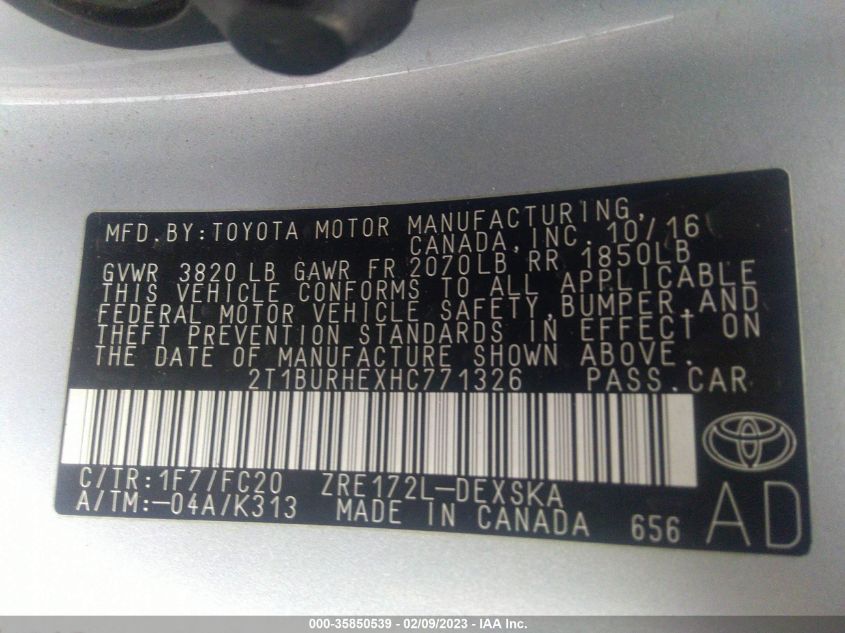 MFD.BY:TOYOTA MOTOR MANUFACTURING,
CANADA,INC. 10/16
GVWR 3820LB GAWR FR 2070LB RR 1850LB
THIS VEHICLE CONFORMS TO ALL APPLICABLE
FEDERAL MOTOR VEHICLE SAFETY,BUMPER,AND
THEFT PREVENTION STANDARDS IN EFFECT ON
THE DATE OF MANUFACTURE SHOWN ABOVE.
2T1BURHEXHC771326 PASS.CAR
C/TR:1F7/FC20 ZRE172L-DEXSKA
A/TM:-04A/K313 MADE IN CANADA 656 AD
000-35850539 - 02/09/2023 - IAA Inc.